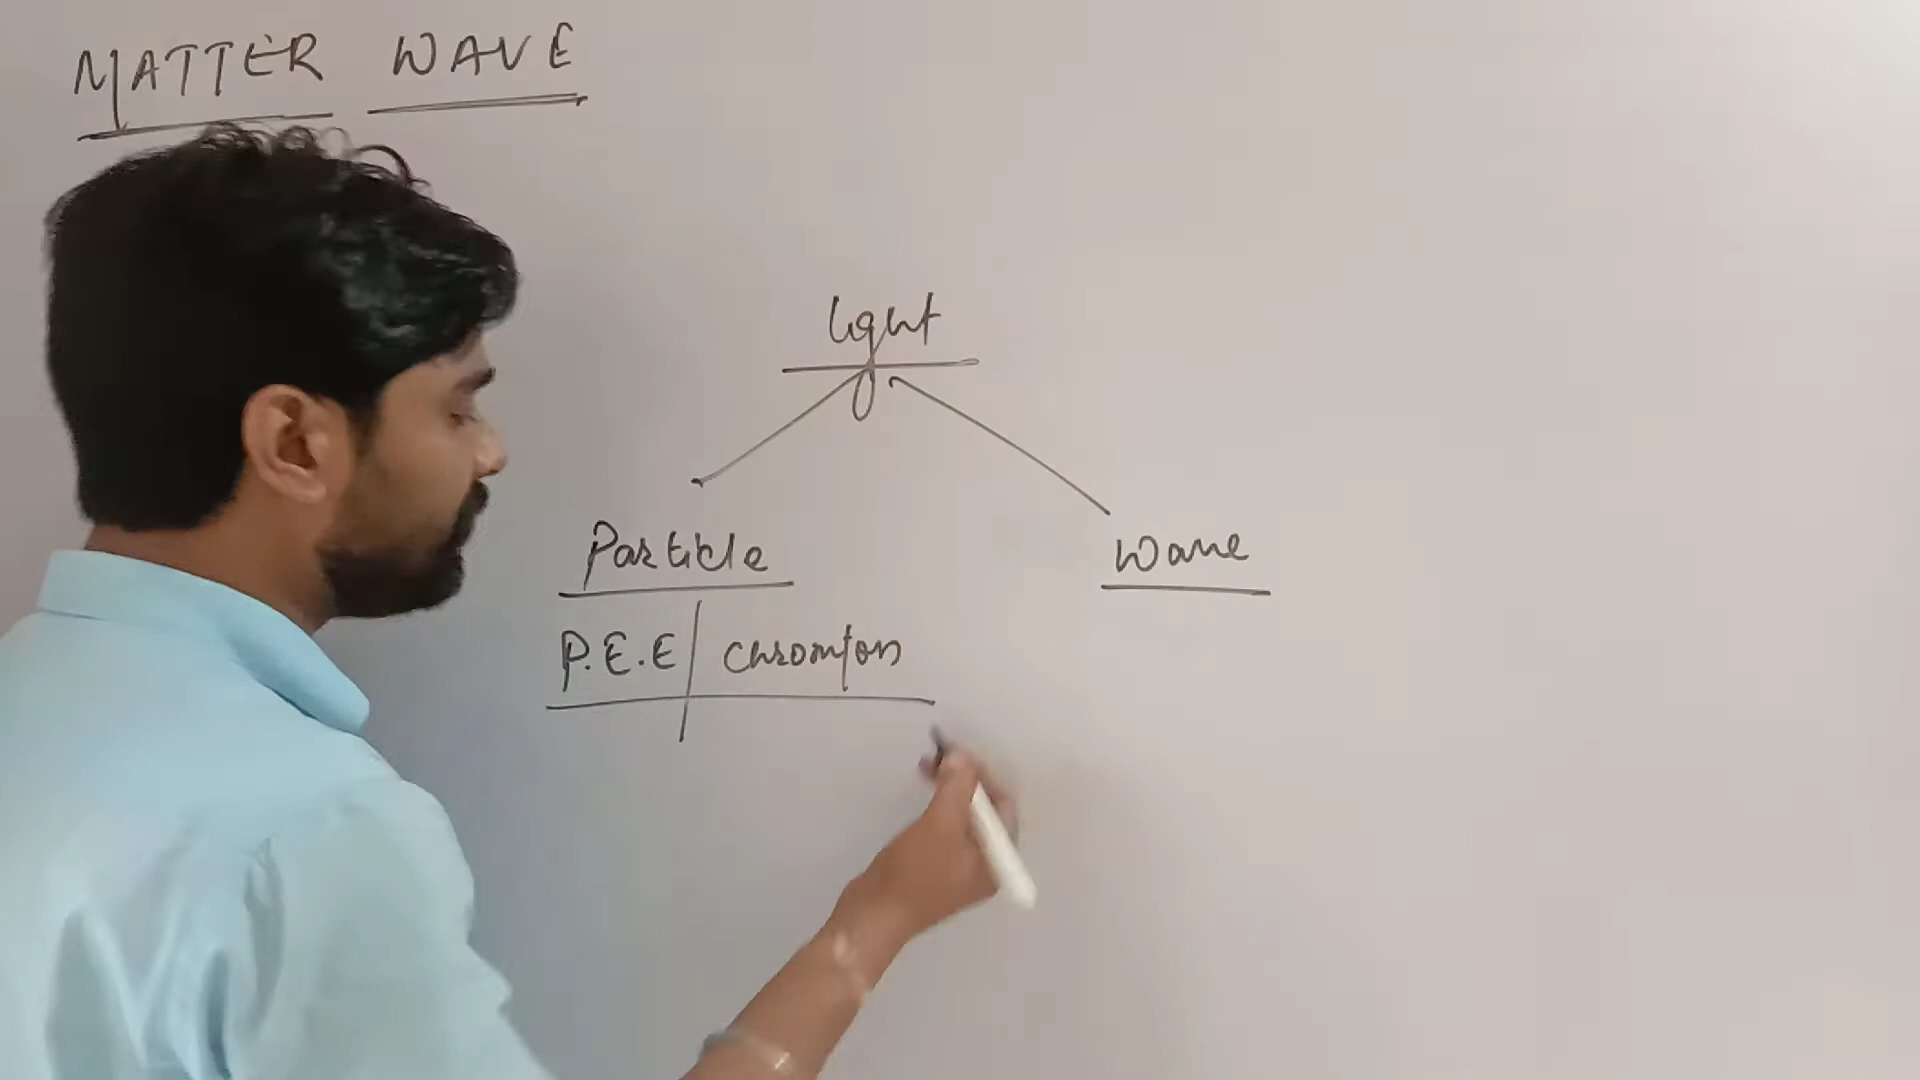 MATTER WAVE
light
Particle
Wave
P.E.E
chromton